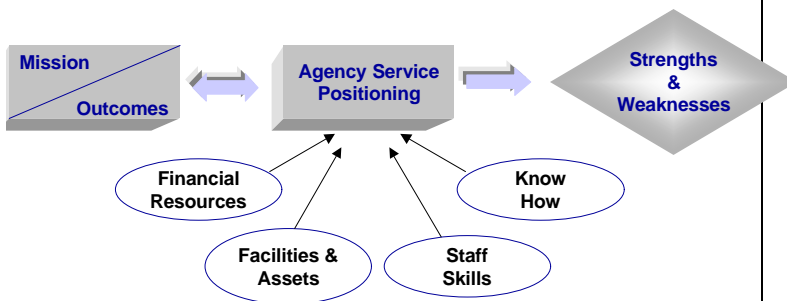 Mission
Outcomes
Agency Service
Positioning
Strengths
&
Weaknesses
Financial
Resources
Know
How
Facilities &
Assets
Staff
Skills